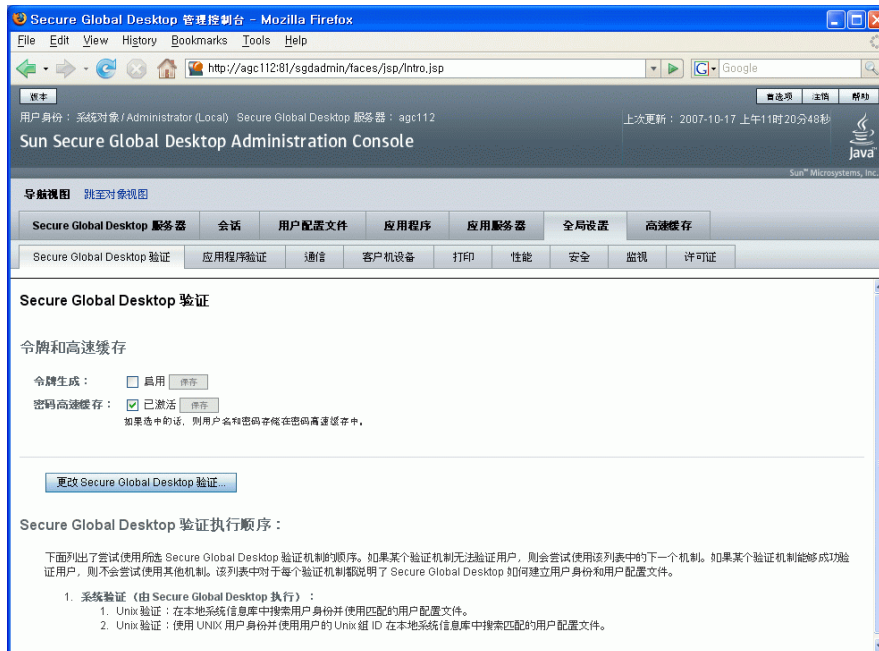 Secure Global Desktop 管理控制台 - Mozilla Firefox
File Edit View History Bookmarks Tools Help
http://agc112:81/sgdadmin/faces/jsp/Intro.jsp
Google
版本
首选项 注销 帮助
用户身份： 系统对象/Administrator (Local) Secure Global Desktop 服务器： agc112
上次更新： 2007-10-17 上午11时20分48秒
Sun Secure Global Desktop Administration Console
Java
Sun™ Microsystems, Inc.
导航视图 跳至对象视图
Secure Global Desktop 服务器 会话 用户配置文件 应用程序 应用服务器 全局设置 高速缓存
Secure Global Desktop 验证 应用程序验证 通信 客户机设备 打印 性能 安全 监视 许可证
Secure Global Desktop 验证
令牌和高速缓存
令牌生成： 启用 保存
密码高速缓存： 已激活 保存
如果选中的话，则用户名和密码存储在密码高速缓存中。
更改 Secure Global Desktop 验证...
Secure Global Desktop 验证执行顺序：
下面列出了尝试使用所选 Secure Global Desktop 验证机制的顺序。如果某个验证机制无法验证用户，则会尝试使用该列表中的下一个机制。如果某个验证机制能够成功验
证用户，则不会尝试使用其他机制。该列表中对于每个验证机制都说明了 Secure Global Desktop 如何建立用户身份和用户配置文件。
1. 系统验证（由 Secure Global Desktop 执行）：
1. Unix 验证：在本地系统信息库中搜索用户身份并使用匹配的用户配置文件。
2. Unix 验证：使用 UNIX 用户身份并使用用户的 Unix 组 ID 在本地系统信息库中搜索匹配的用户配置文件。